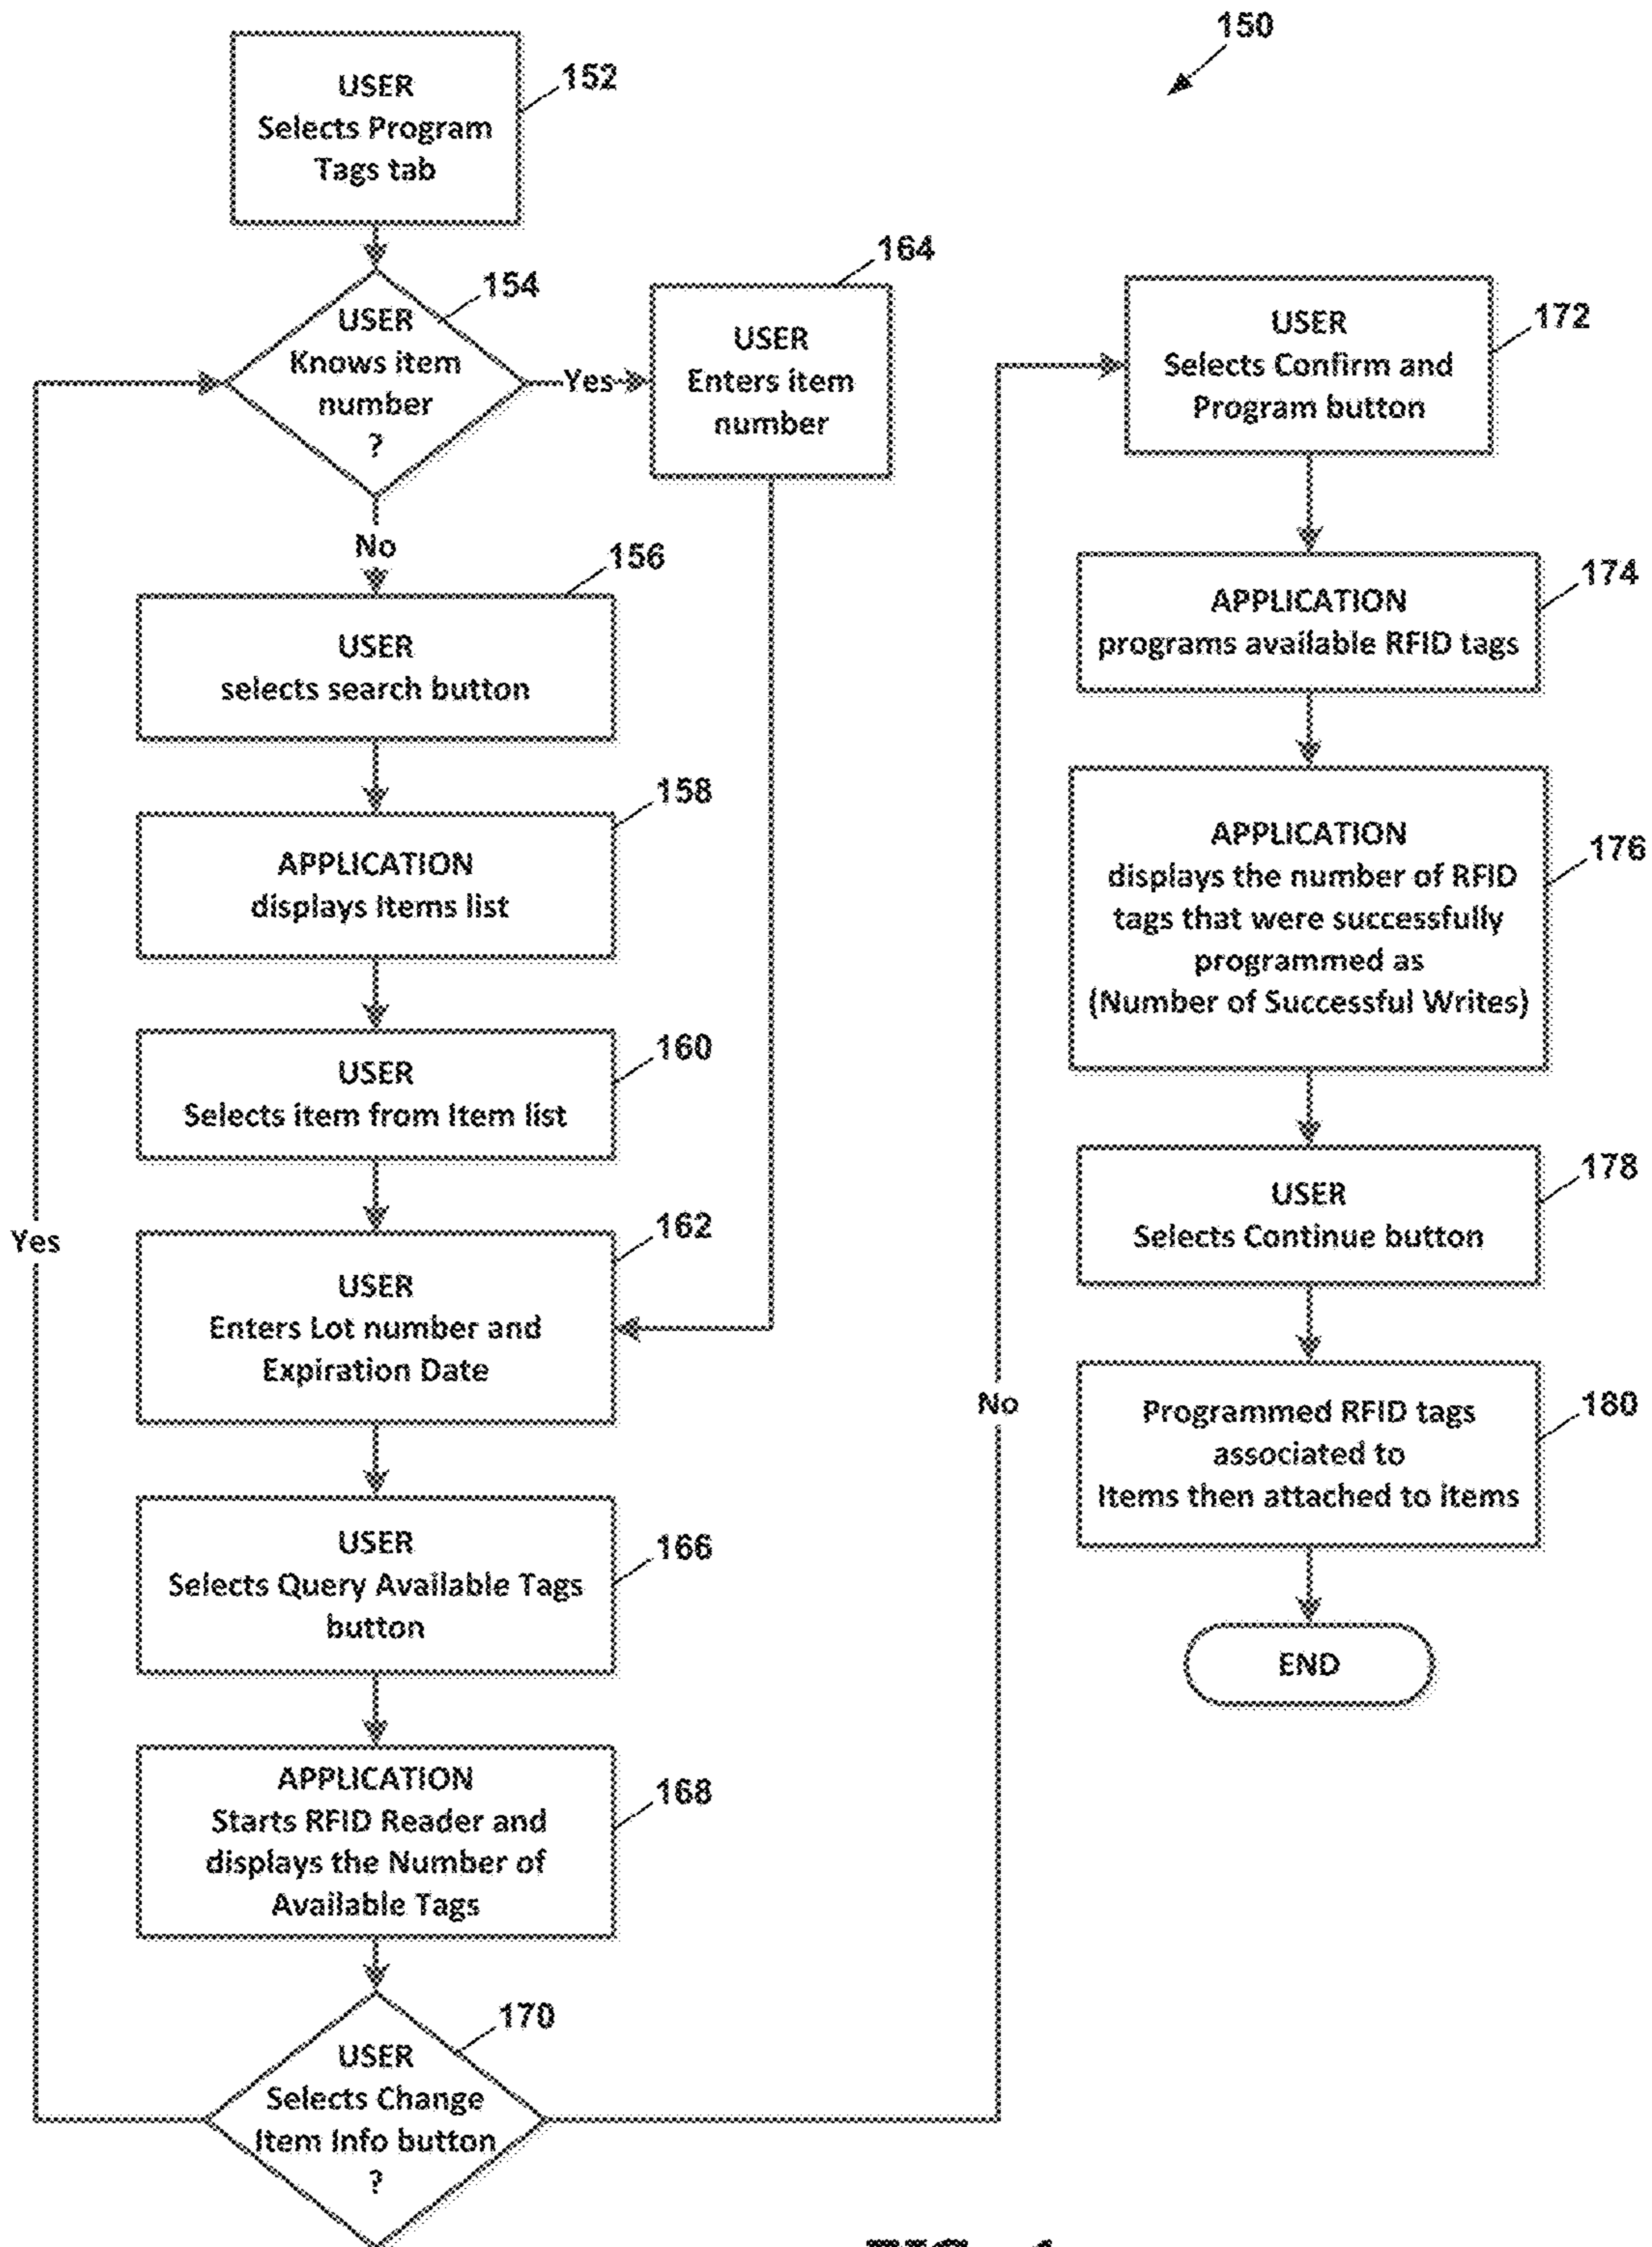 150
152
USER
Selects Program
Tags tab
154
USER
Knows item
number
?
Yes
164
USER
Enters item
number
No
156
USER
selects search button
158
APPLICATION
displays Items list
160
USER
Selects item from Item list
162
USER
Enters Lot number and
Expiration Date
166
USER
Selects Query Available Tags
button
168
APPLICATION
Starts RFID Reader and
displays the Number of
Available Tags
170
USER
Selects Change
Item Info button
?
Yes
No
172
USER
Selects Confirm and
Program button
174
APPLICATION
programs available RFID tags
176
APPLICATION
displays the number of RFID
tags that were successfully
programmed as
(Number of Successful Writes)
178
USER
Selects Continue button
180
Programmed RFID tags
associated to
Items then attached to items
END